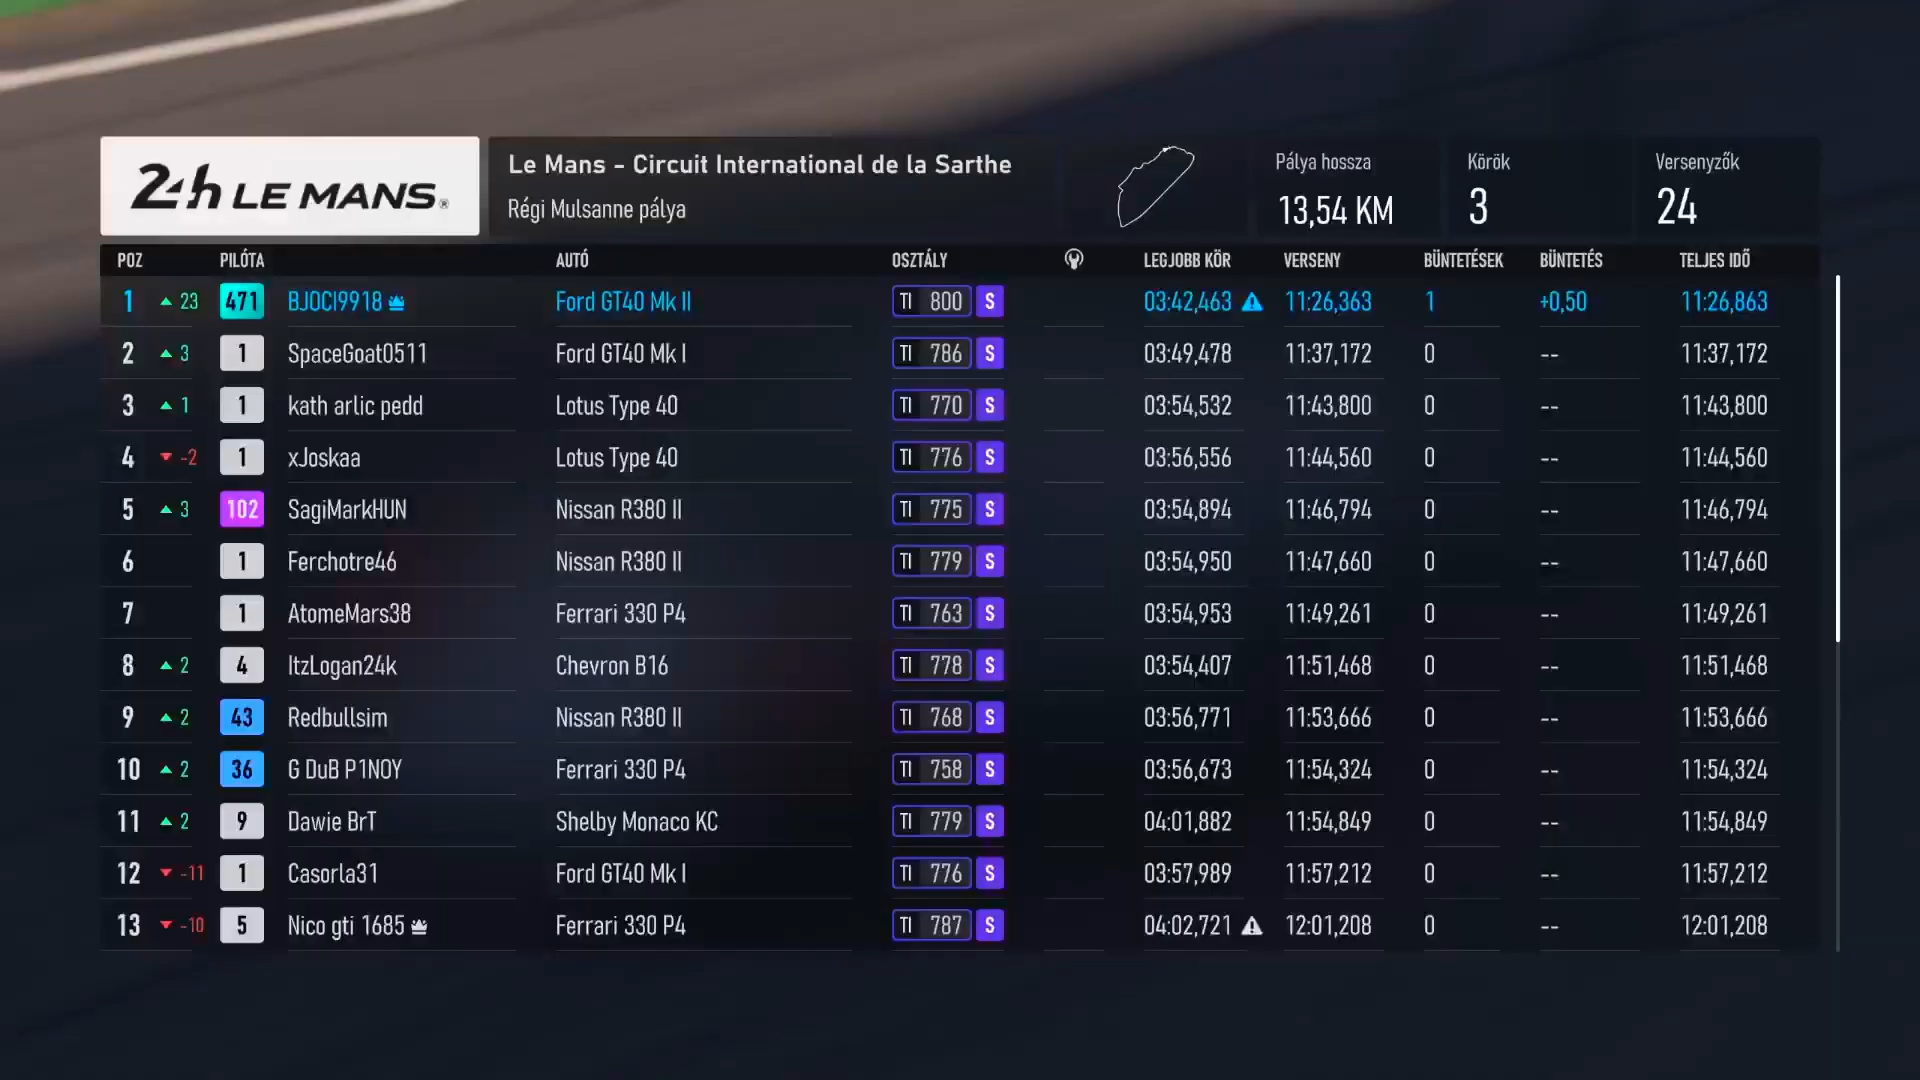 24h LE MANS®
Le Mans - Circuit International de la Sarthe
Régi Mulsanne pálya
Pálya hossza
13,54 KM
Körök
3
Versenyzők
24
POZ PILÓTA AUTÓ OSZTÁLY LEGJOBB KÖR VERSENY BÜNTETÉSEK BÜNTETÉS TELJES IDŐ
1 23 471 BJOCI9918 Ford GT40 Mk II TI 800 S 03:42,463 11:26,363 1 +0,50 11:26,863
2 3 1 SpaceGoat0511 Ford GT40 Mk I TI 786 S 03:49,478 11:37,172 0 -- 11:37,172
3 1 1 kath arlic pedd Lotus Type 40 TI 770 S 03:54,532 11:43,800 0 -- 11:43,800
4 -2 1 xJoskaa Lotus Type 40 TI 776 S 03:56,556 11:44,560 0 -- 11:44,560
5 3 102 SagiMarkHUN Nissan R380 II TI 775 S 03:54,894 11:46,794 0 -- 11:46,794
6 1 Ferchotre46 Nissan R380 II TI 779 S 03:54,950 11:47,660 0 -- 11:47,660
7 1 AtomeMars38 Ferrari 330 P4 TI 763 S 03:54,953 11:49,261 0 -- 11:49,261
8 2 4 ItzLogan24k Chevron B16 TI 778 S 03:54,407 11:51,468 0 -- 11:51,468
9 2 43 Redbullsim Nissan R380 II TI 768 S 03:56,771 11:53,666 0 -- 11:53,666
10 2 36 G DuB P1NOY Ferrari 330 P4 TI 758 S 03:56,673 11:54,324 0 -- 11:54,324
11 2 9 Dawie BrT Shelby Monaco KC TI 779 S 04:01,882 11:54,849 0 -- 11:54,849
12 -11 1 Casorla31 Ford GT40 Mk I TI 776 S 03:57,989 11:57,212 0 -- 11:57,212
13 -10 5 Nico gti 1685 Ferrari 330 P4 TI 787 S 04:02,721 12:01,208 0 -- 12:01,208